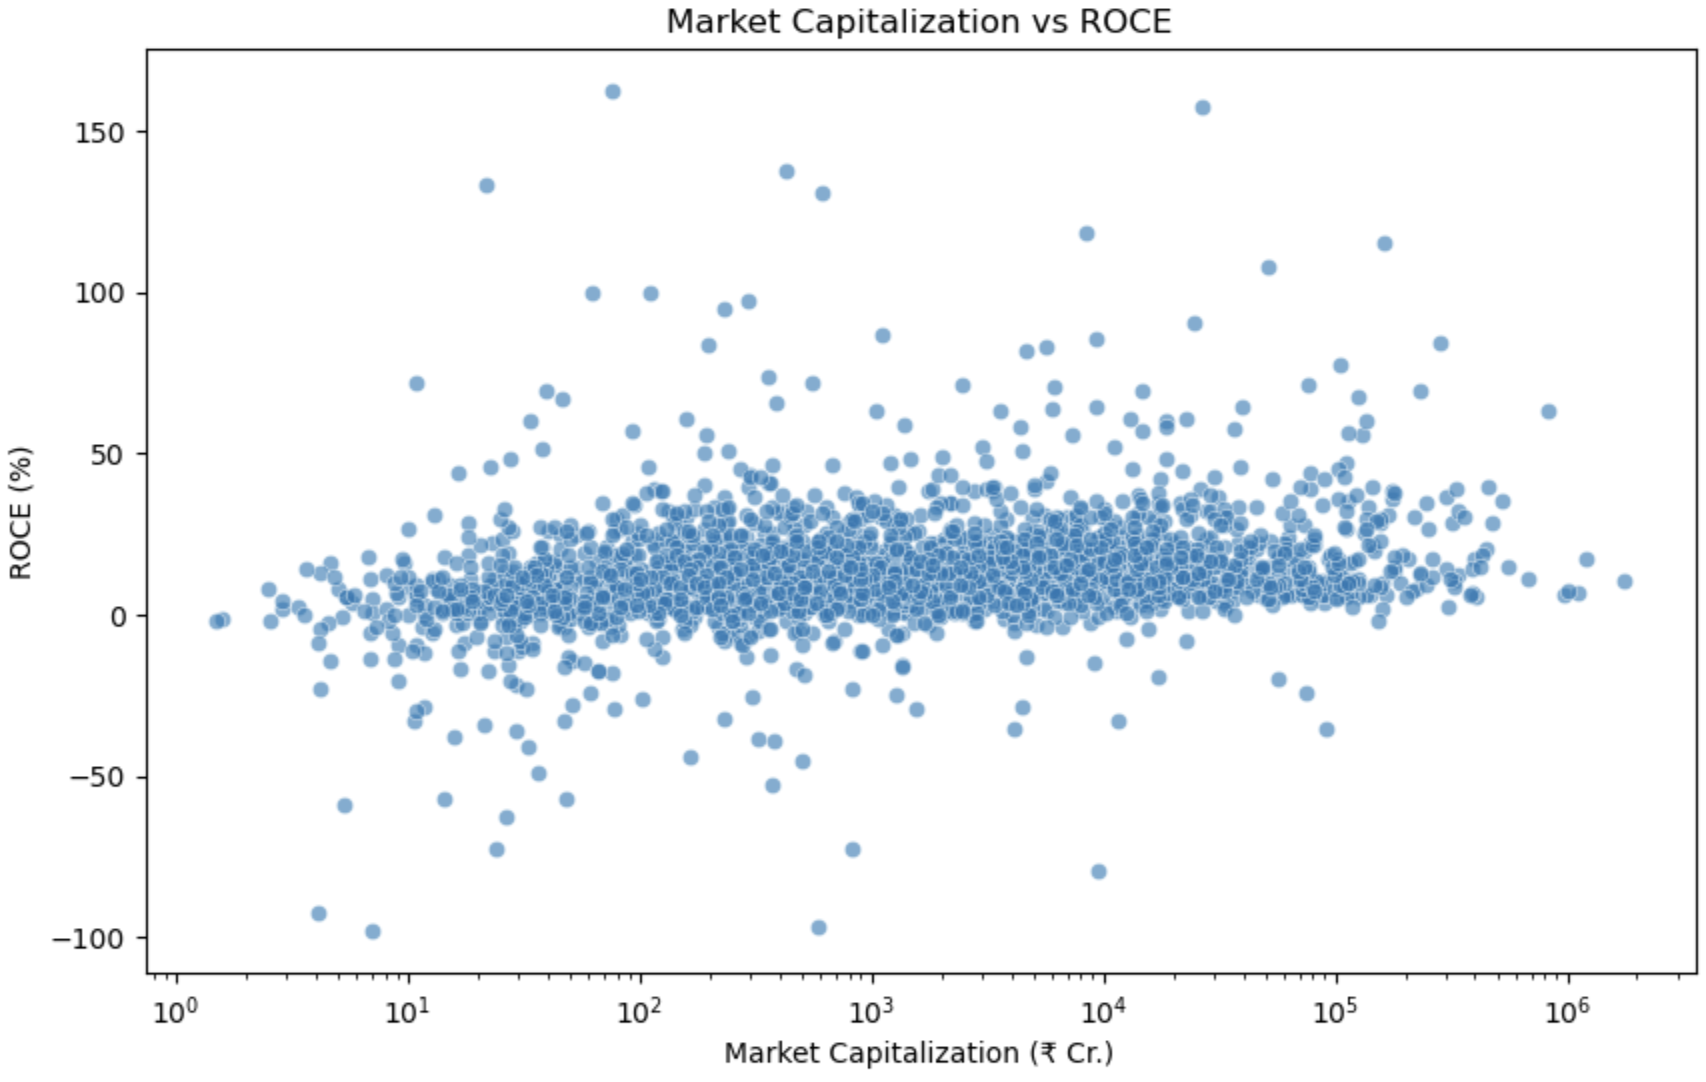 Market Capitalization vs ROCE
150
100
50
0
−50
−100
ROCE (%)
10⁰ 10¹ 10² 10³ 10⁴ 10⁵ 10⁶
Market Capitalization (₹ Cr.)